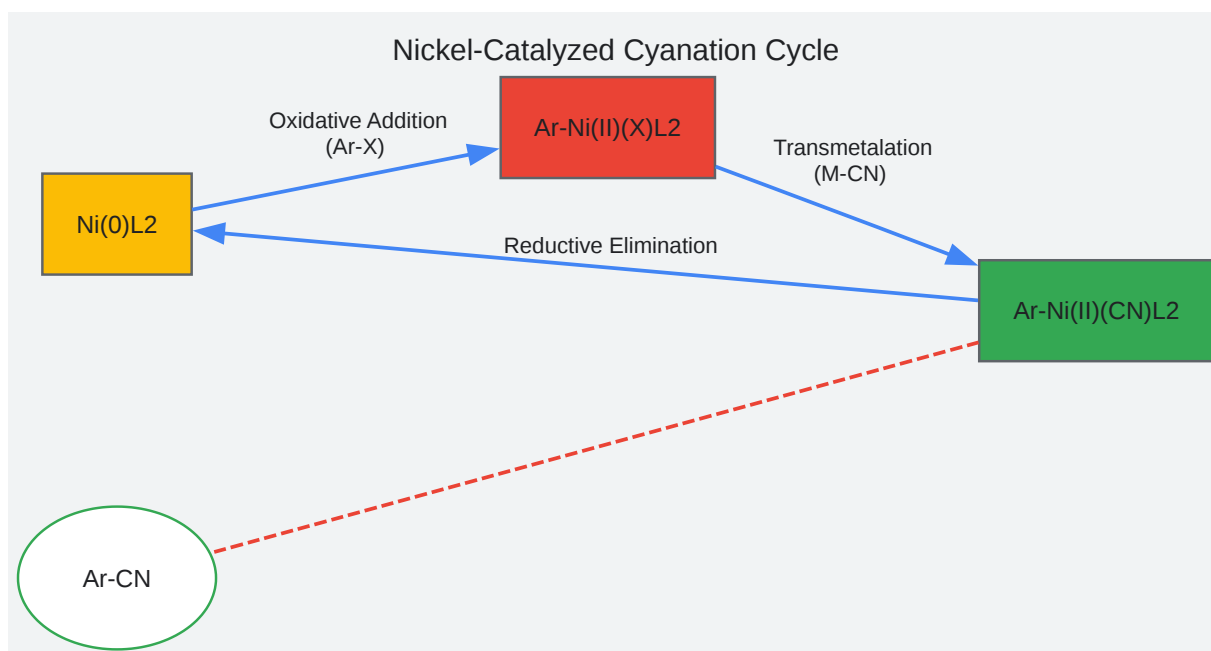 Nickel-Catalyzed Cyanation Cycle
Oxidative Addition
(Ar-X)
Ar-Ni(II)(X)L2
Transmetalation
(M-CN)
Ni(0)L2
Reductive Elimination
Ar-Ni(II)(CN)L2
Ar-CN